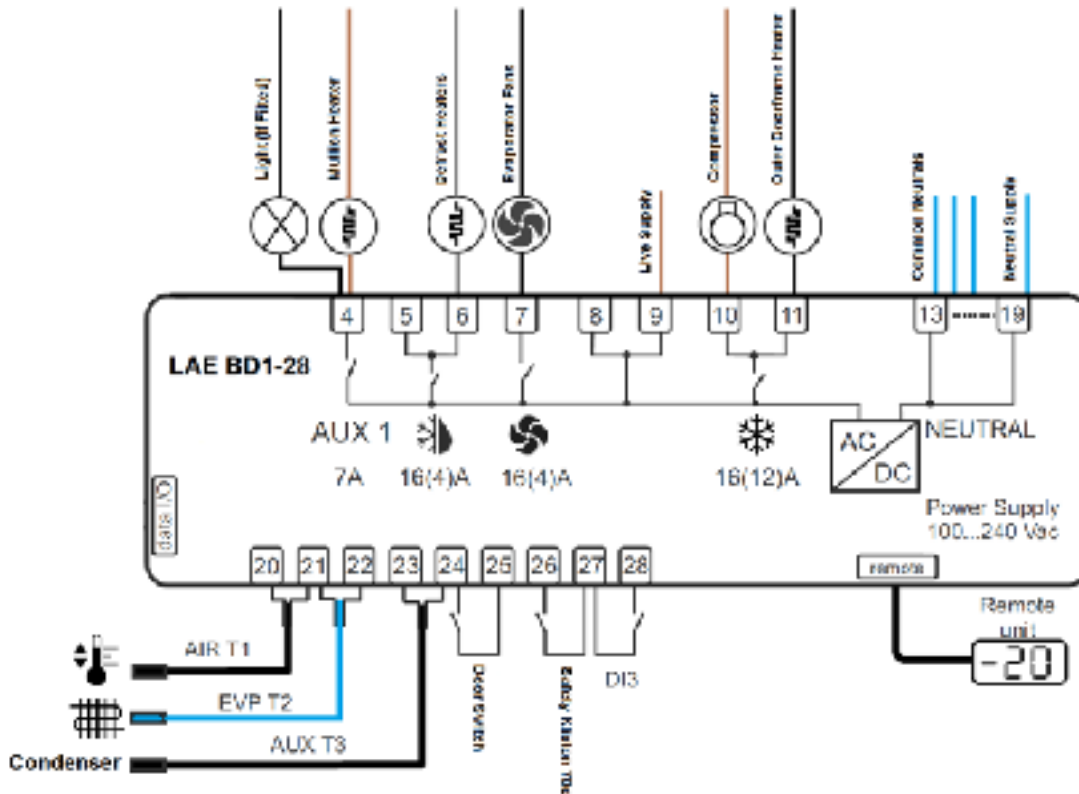 Light (If Fitted)
Mullion Heater
Defrost Heaters
Evaporator Fans
Live Supply
Compressor
Outer Doorframe Heater
Common Neutrals
Neutral Supply
4 5 6 7 8 9 10 11 13 19
LAE BD1-28
AUX 1
7A
16(4)A
16(4)A
16(12)A
AC
DC
NEUTRAL
Power Supply
100...240 Vac
data I/O
20 21 22 23 24 25 26 27 28
remote
Remote
unit
-20
AIR T1
EVP T2
AUX T3
Condenser
Door Switch
DI3